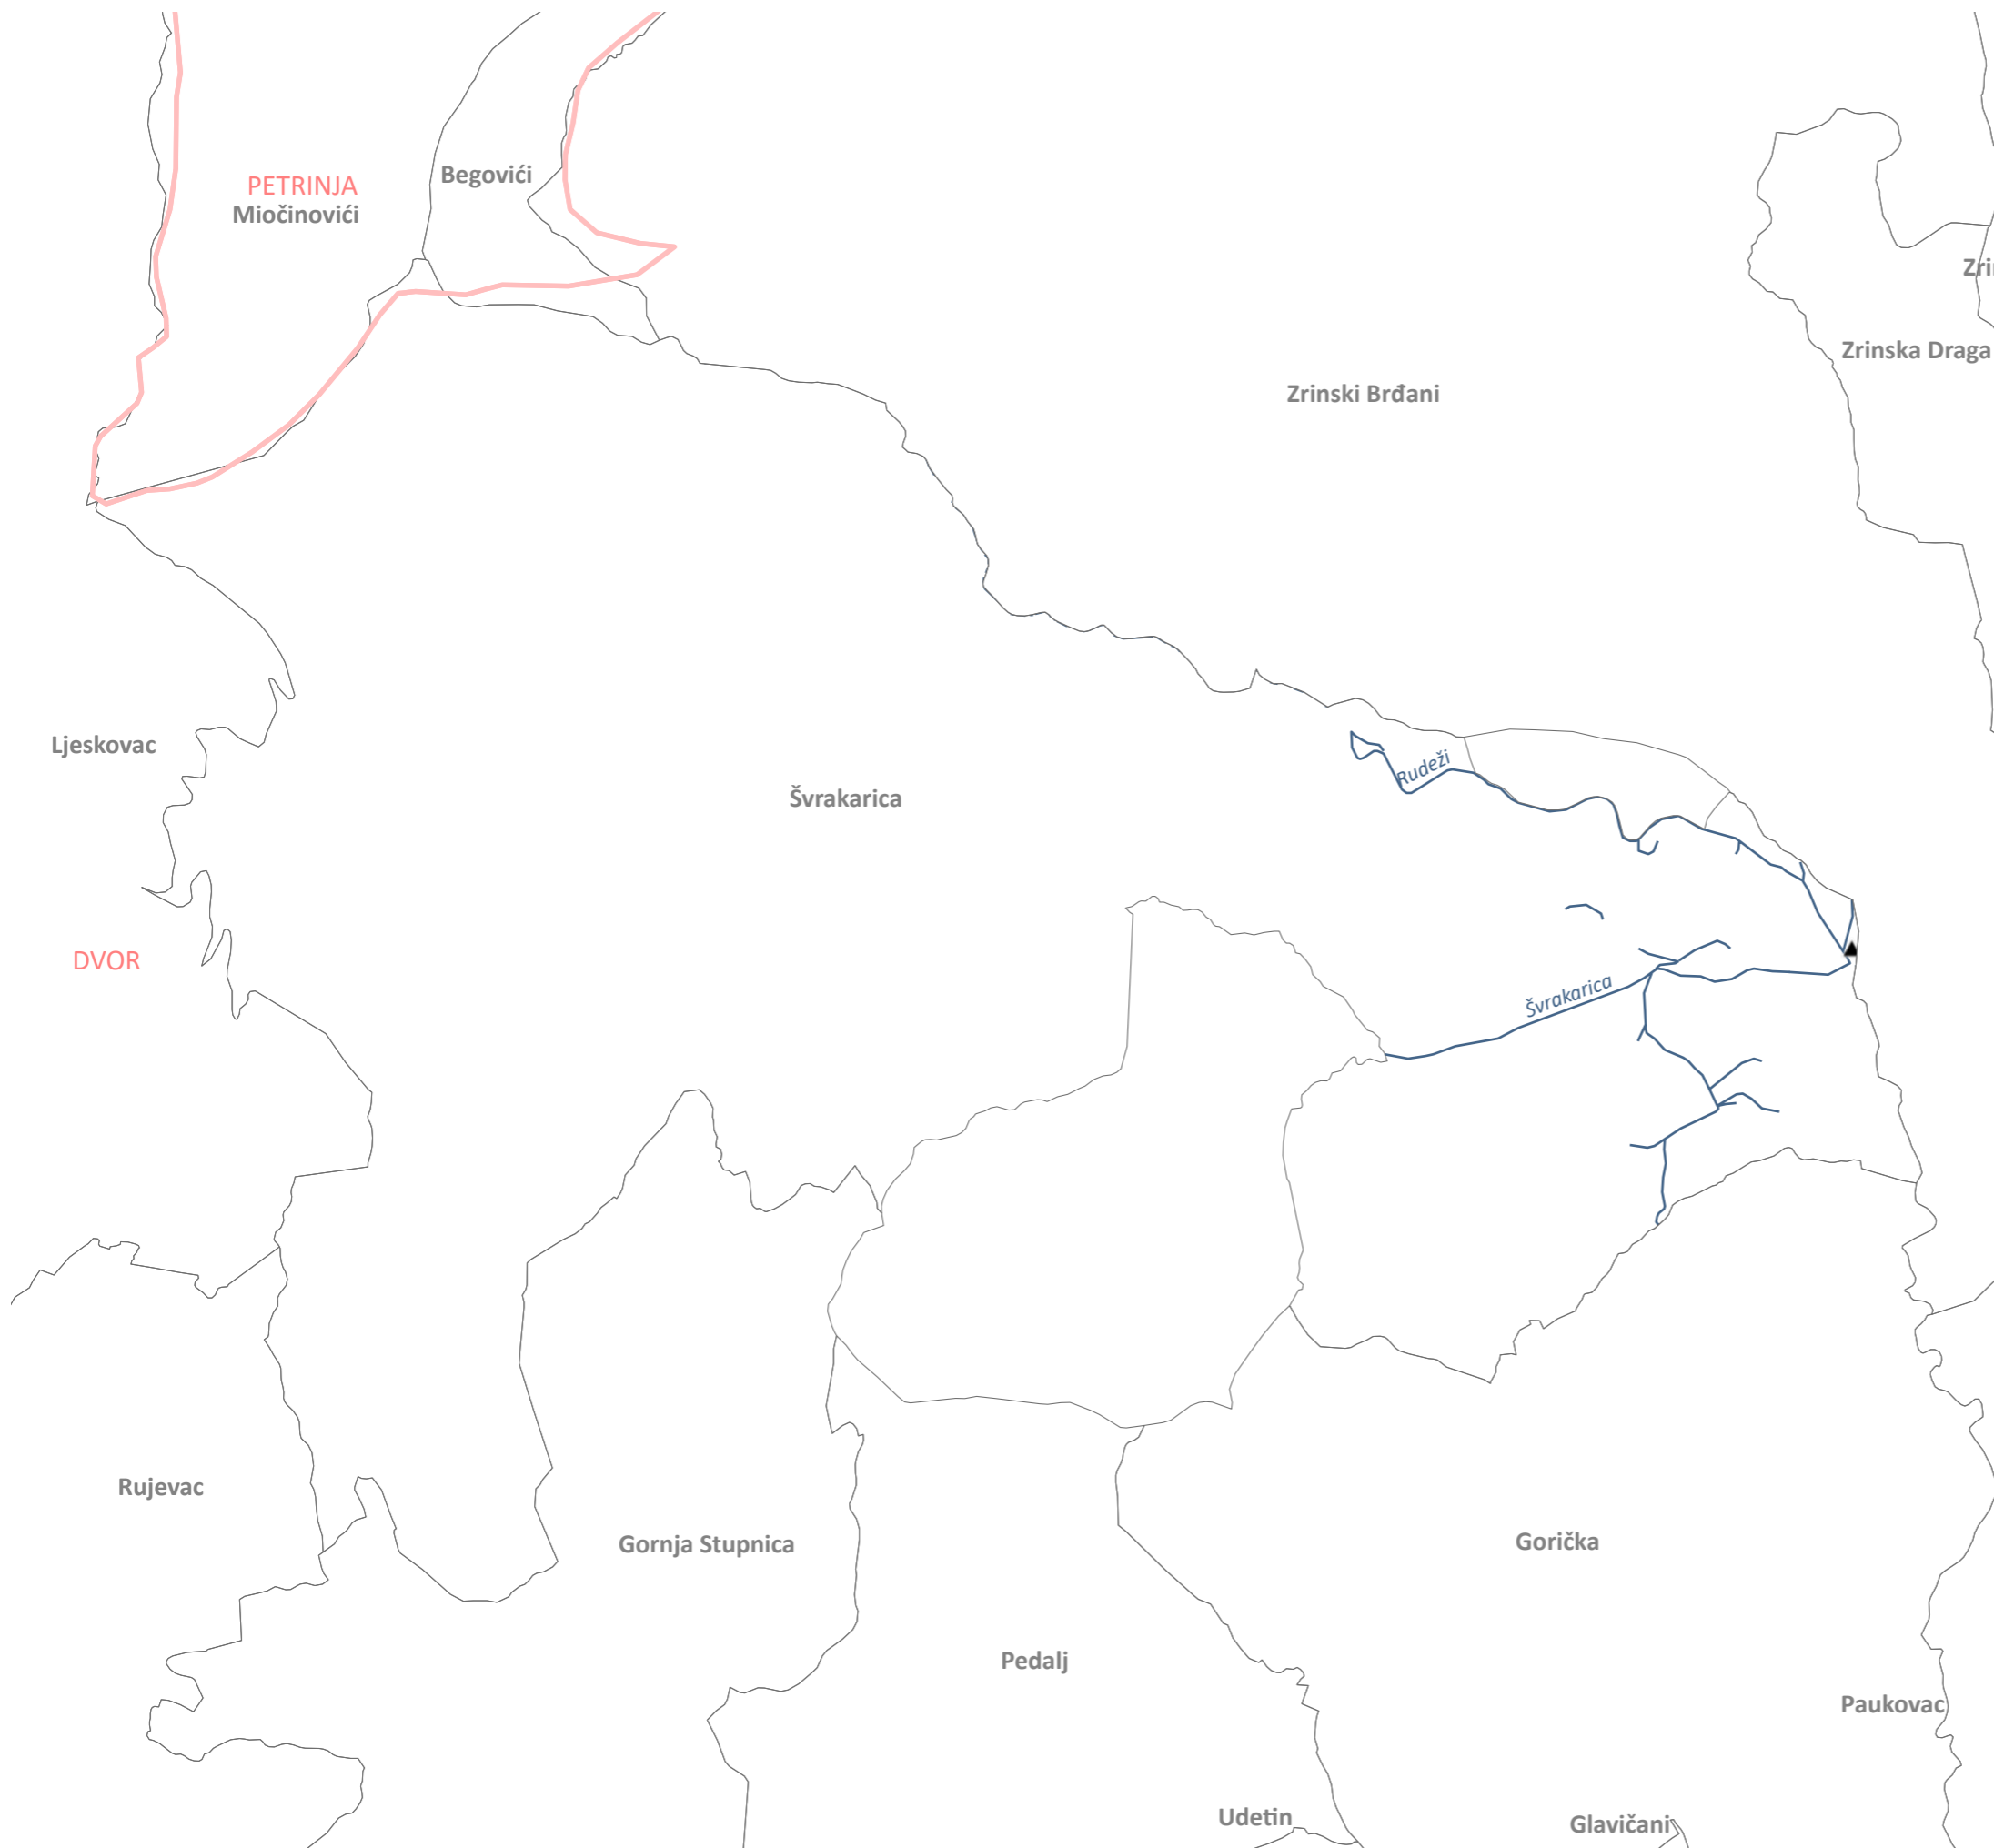 Begovići
PETRINJA
Miočinovići
Zri
Zrinska Draga
Zrinski Brđani
Ljeskovac
Rudeži
Švrakarica
DVOR
Švrakarica
Rujevac
Gornja Stupnica
Gorička
Pedalj
Paukovac
Udetin
Glavičani